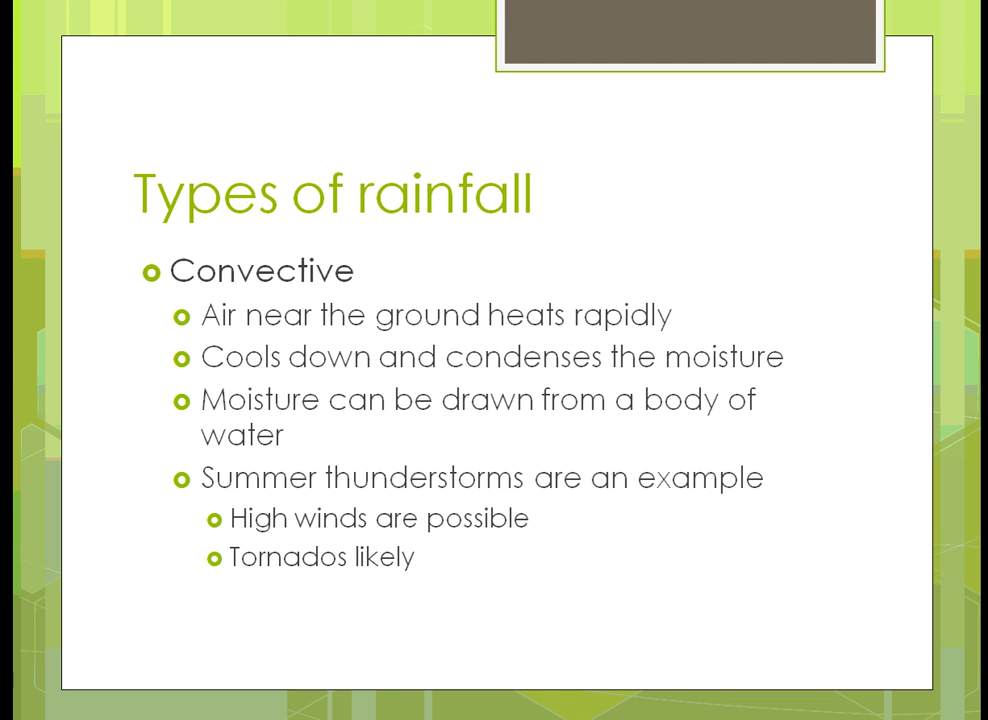 Types of rainfall
Convective
Air near the ground heats rapidly
Cools down and condenses the moisture
Moisture can be drawn from a body of
water
Summer thunderstorms are an example
High winds are possible
Tornados likely